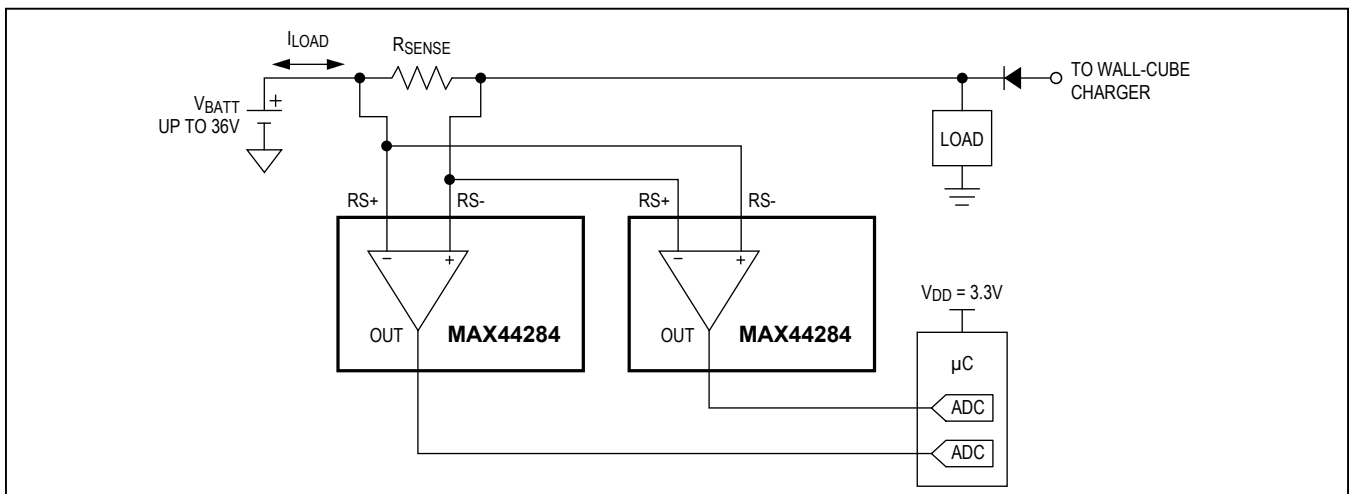 ILOAD
RSENSE
TO WALL-CUBE
CHARGER
VBATT
UP TO 36V
+
LOAD
RS+
RS-
RS+
RS-
− +
− +
VDD = 3.3V
OUT
MAX44284
OUT
MAX44284
µC
ADC
ADC